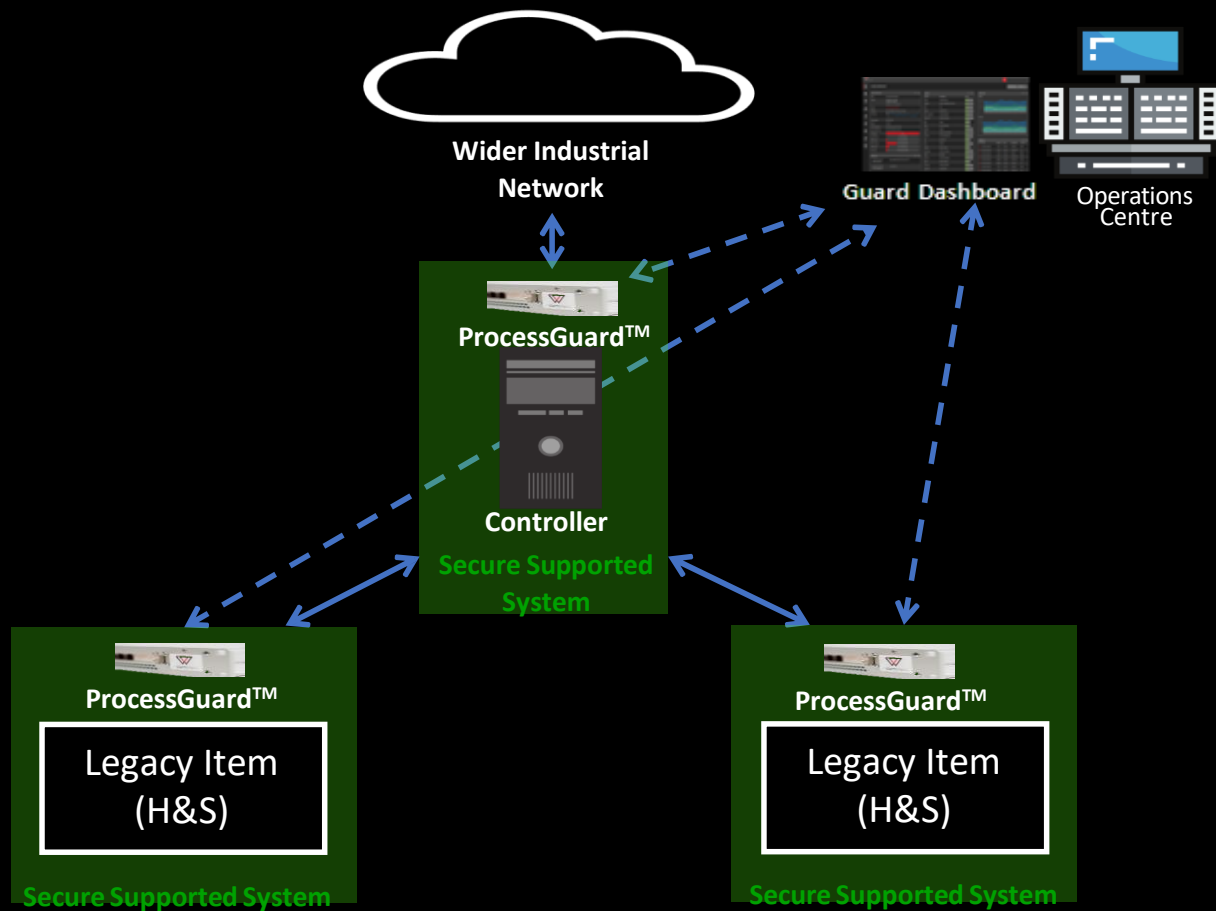 Wider Industrial
Network
Guard Dashboard
Operations
Centre
ProcessGuard™
Controller
Secure Supported
System
ProcessGuard™
Legacy Item
(H&S)
Secure Supported System
ProcessGuard™
Legacy Item
(H&S)
Secure Supported System